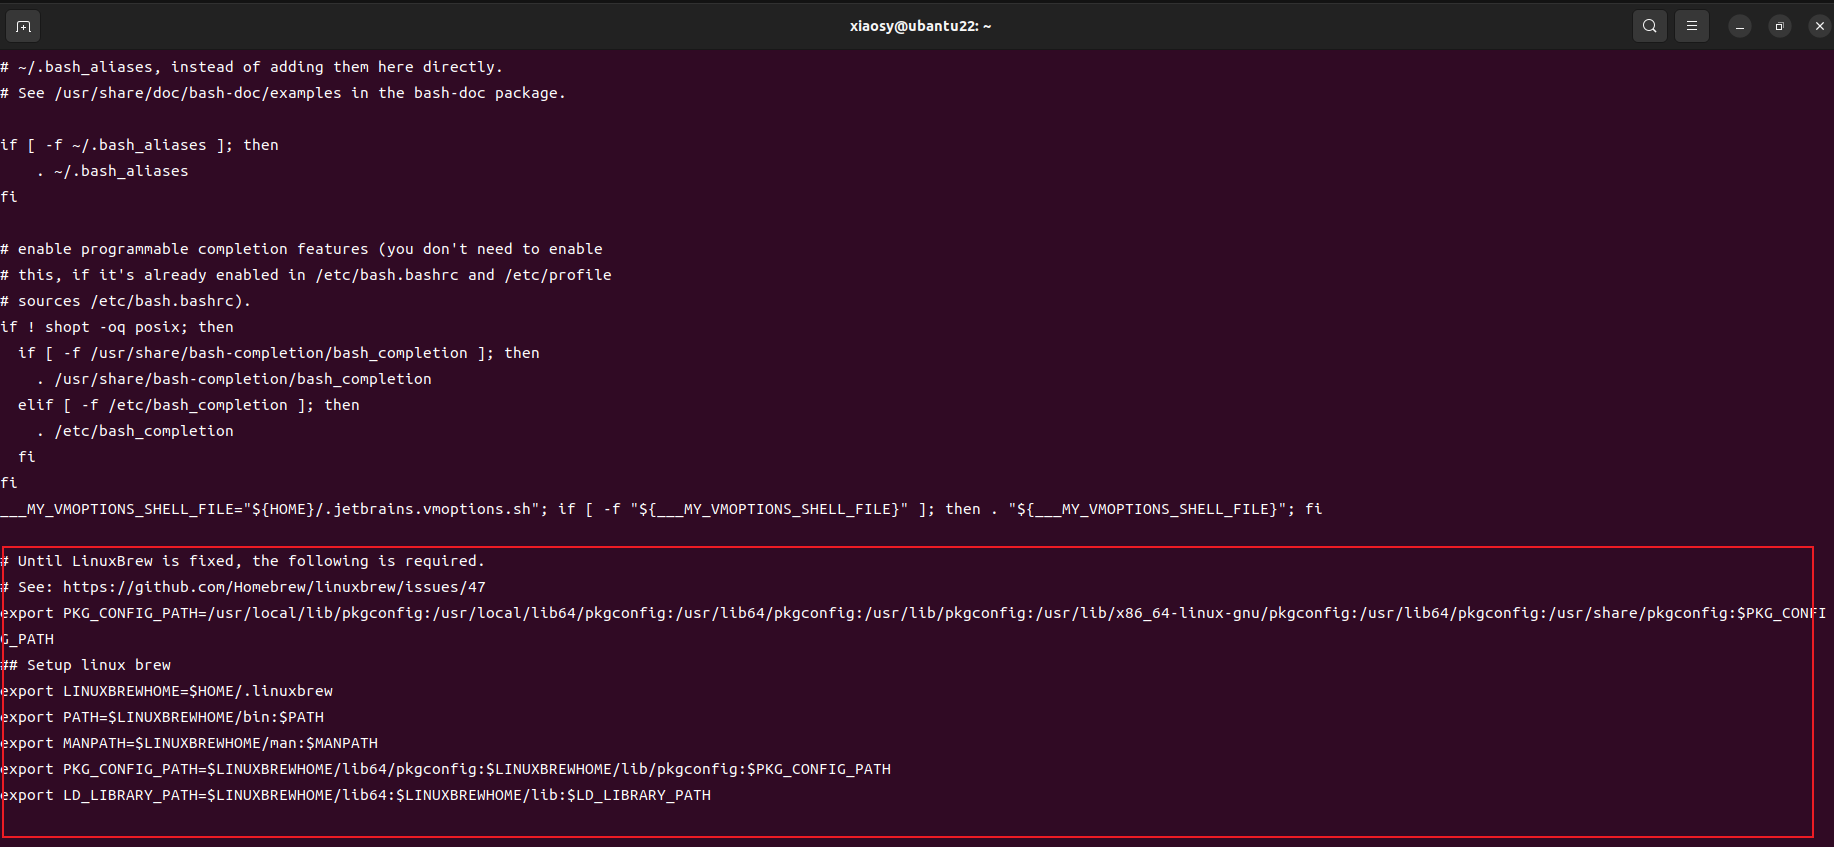 xiaosy@ubantu22: ~
# ~/.bash_aliases, instead of adding them here directly.
# See /usr/share/doc/bash-doc/examples in the bash-doc package.
if [ -f ~/.bash_aliases ]; then
    . ~/.bash_aliases
fi
# enable programmable completion features (you don't need to enable
# this, if it's already enabled in /etc/bash.bashrc and /etc/profile
# sources /etc/bash.bashrc).
if ! shopt -oq posix; then
  if [ -f /usr/share/bash-completion/bash_completion ]; then
    . /usr/share/bash-completion/bash_completion
  elif [ -f /etc/bash_completion ]; then
    . /etc/bash_completion
  fi
fi
___MY_VMOPTIONS_SHELL_FILE="${HOME}/.jetbrains.vmoptions.sh"; if [ -f "${___MY_VMOPTIONS_SHELL_FILE}" ]; then . "${___MY_VMOPTIONS_SHELL_FILE}"; fi
# Until LinuxBrew is fixed, the following is required.
# See: https://github.com/Homebrew/linuxbrew/issues/47
export PKG_CONFIG_PATH=/usr/local/lib/pkgconfig:/usr/local/lib64/pkgconfig:/usr/lib64/pkgconfig:/usr/lib/pkgconfig:/usr/lib/x86_64-linux-gnu/pkgconfig:/usr/lib64/pkgconfig:/usr/share/pkgconfig:$PKG_CONFI
G_PATH
## Setup linux brew
export LINUXBREWHOME=$HOME/.linuxbrew
export PATH=$LINUXBREWHOME/bin:$PATH
export MANPATH=$LINUXBREWHOME/man:$MANPATH
export PKG_CONFIG_PATH=$LINUXBREWHOME/lib64/pkgconfig:$LINUXBREWHOME/lib/pkgconfig:$PKG_CONFIG_PATH
export LD_LIBRARY_PATH=$LINUXBREWHOME/lib64:$LINUXBREWHOME/lib:$LD_LIBRARY_PATH